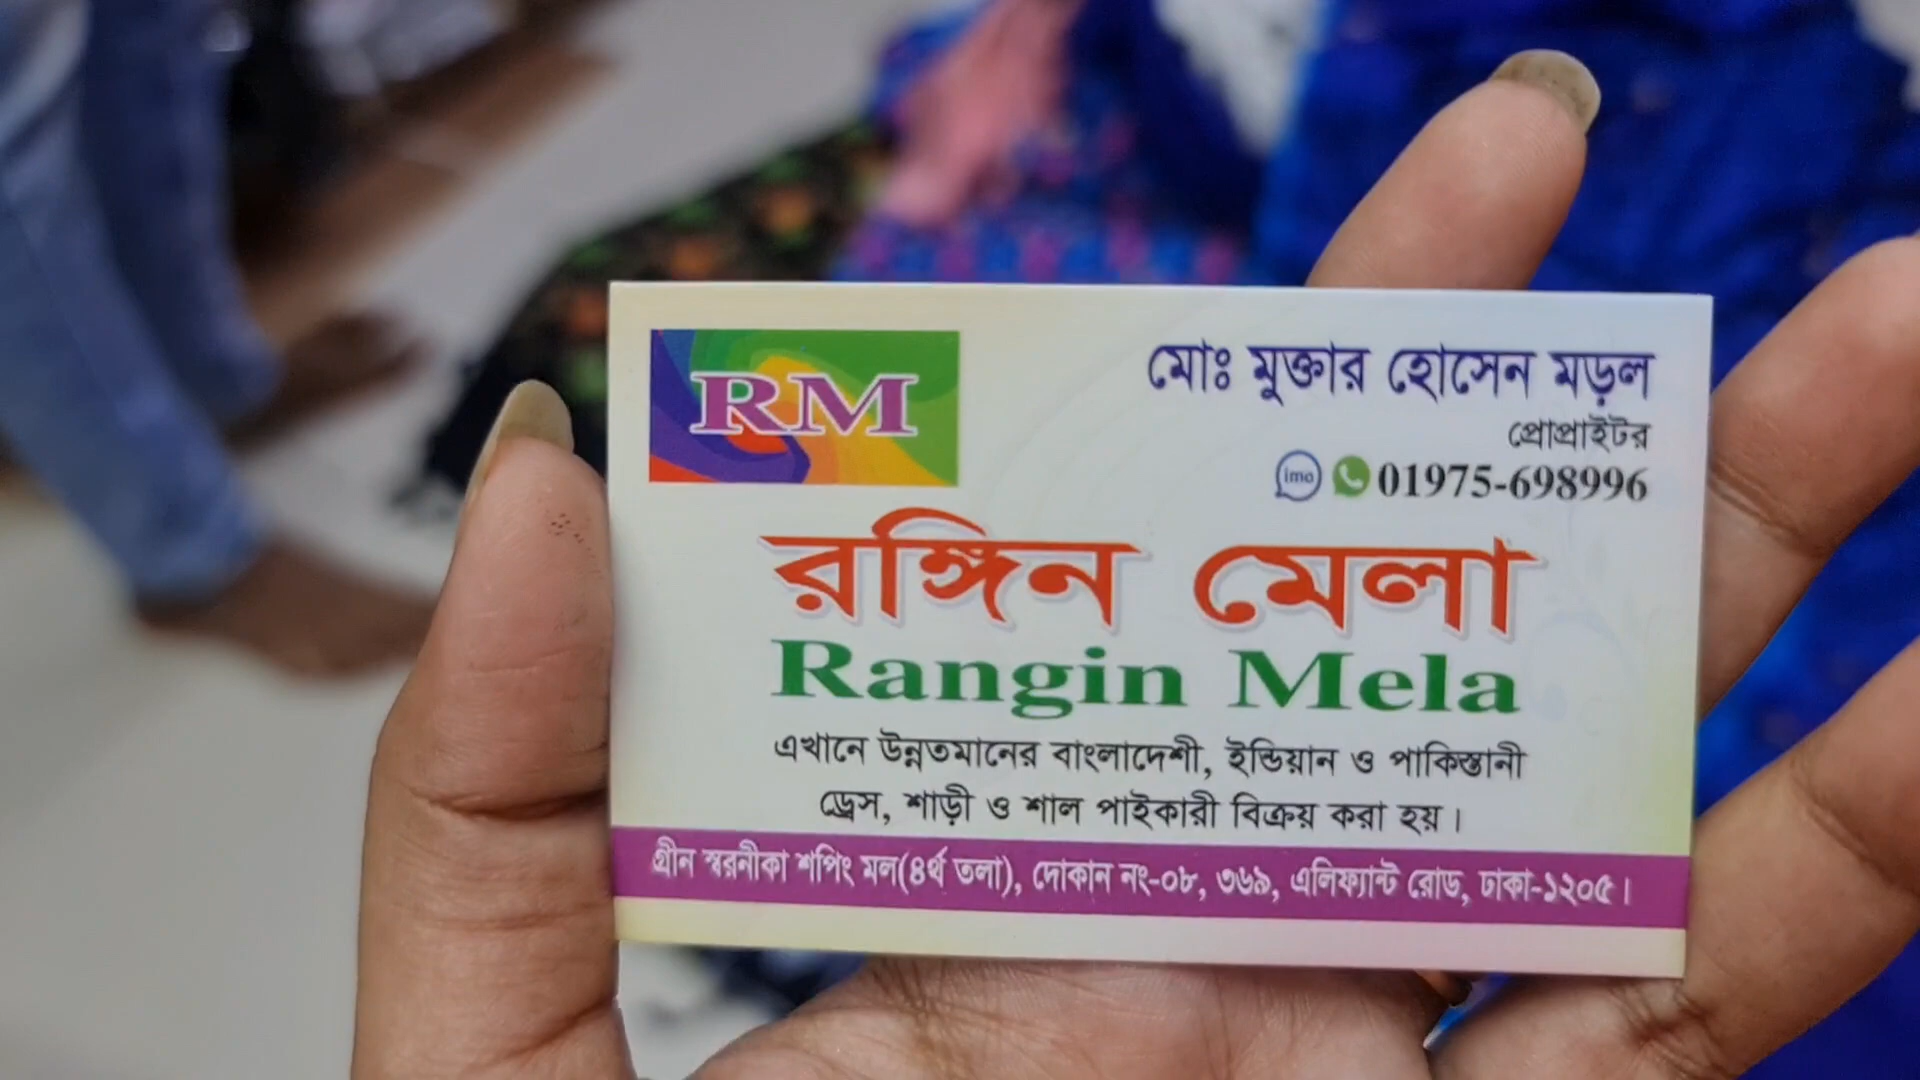 RM
মোঃ মুক্তার হোসেন মড়ল
প্রোপ্রাইটর
imo 01975-698996
রঙ্গিন মেলা
Rangin Mela
এখানে উন্নতমানের বাংলাদেশী, ইন্ডিয়ান ও পাকিস্তানী
ড্রেস, শাড়ী ও শাল পাইকারী বিক্রয় করা হয়।
গ্রীন স্বরনীকা শপিং মল(৪র্থ তলা), দোকান নং-০৮, ৩৬৯, এলিফ্যান্ট রোড, ঢাকা-১২০৫।